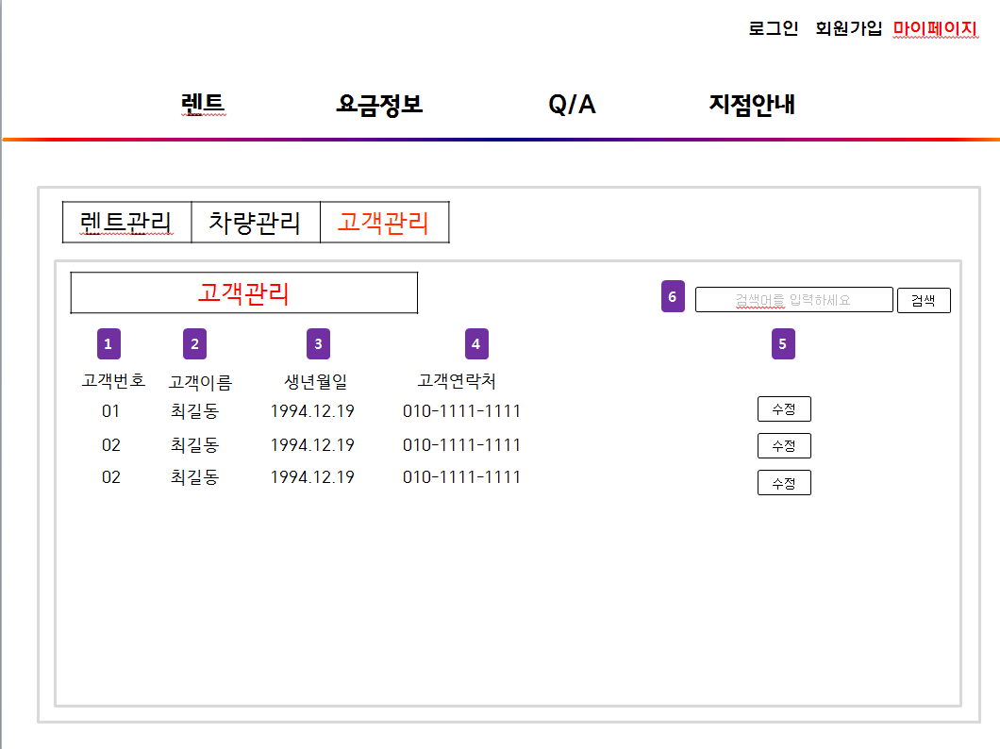 로그인 회원가입 마이페이지
렌트 요금정보 Q/A 지점안내
렌트관리 차량관리 고객관리
고객관리 6 검색어를 입력하세요 검색
1 2 3 4 5
고객번호 고객이름 생년월일 고객연락처
01 최길동 1994.12.19 010-1111-1111 수정
02 최길동 1994.12.19 010-1111-1111 수정
02 최길동 1994.12.19 010-1111-1111 수정